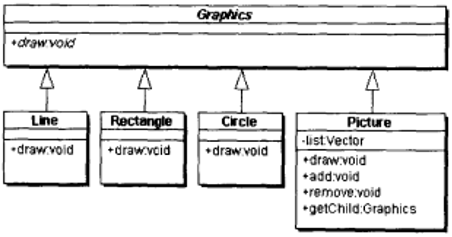 Graphics
+draw:void
Line
+draw:void
Rectangle
+draw:void
Circle
+draw:void
Picture
-list:Vector
+draw:void
+add:void
+remove:void
+getChild:Graphics